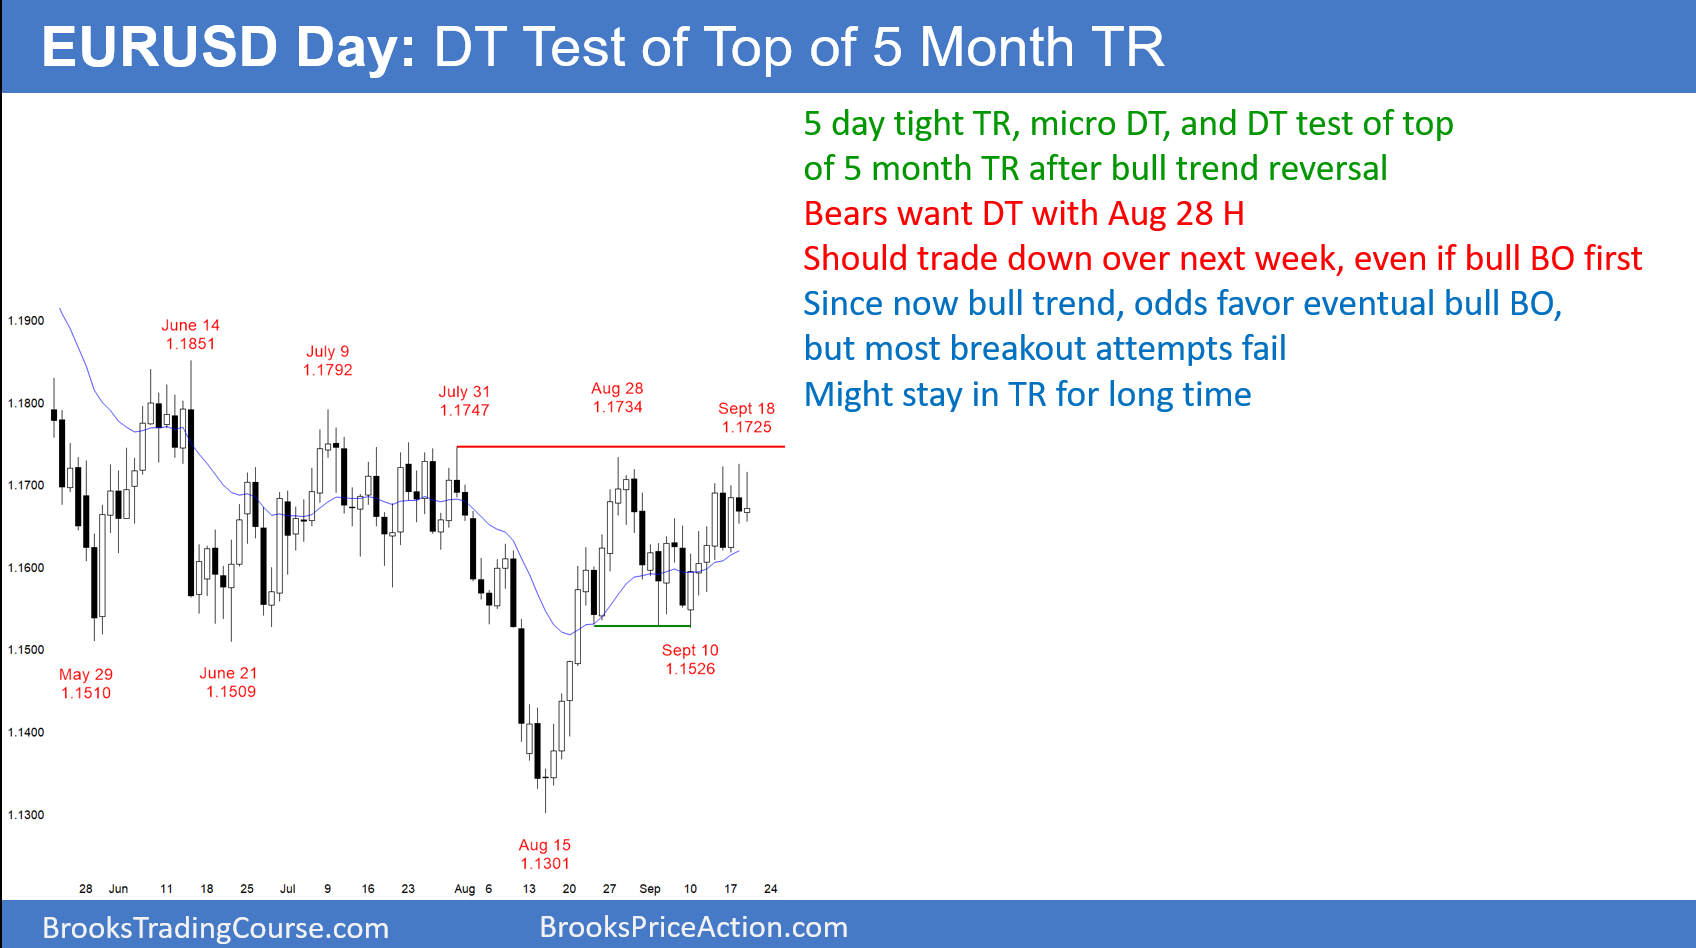 EURUSD Day: DT Test of Top of 5 Month TR
5 day tight TR, micro DT, and DT test of top
of 5 month TR after bull trend reversal
Bears want DT with Aug 28 H
Should trade down over next week, even if bull BO first
Since now bull trend, odds favor eventual bull BO,
but most breakout attempts fail
Might stay in TR for long time
1.1900
1.1800
1.1700
1.1600
1.1500
1.1400
1.1300
June 14
1.1851
July 9
1.1792
July 31
1.1747
Aug 28
1.1734
Sept 18
1.1725
May 29
1.1510
June 21
1.1509
Sept 10
1.1526
Aug 15
1.1301
28 Jun 11 18 25 Jul 9 16 23 Aug 6 13 20 27 Sep 10 17 24
BrooksTradingCourse.com BrooksPriceAction.com